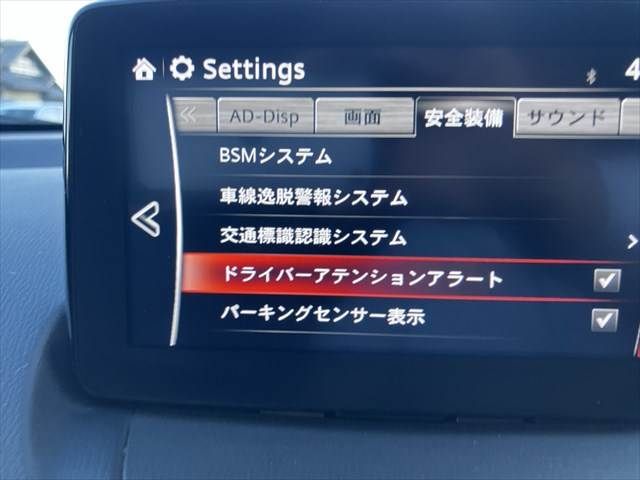 Settings
AD-Disp 画面 安全装備 サウンド
BSMシステム
車線逸脱警報システム
交通標識認識システム
ドライバーアテンションアラート
パーキングセンサー表示